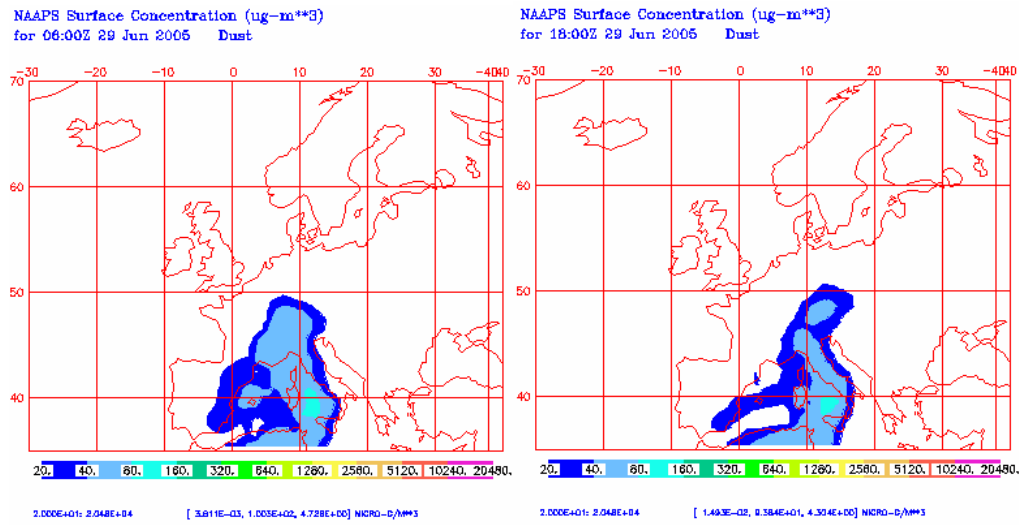 NAAPS Surface Concentration (ug-m**3)
for 06:00Z 29 Jun 2005 Dust
-30 -20 -10 0 10 20 30 40
70
60
50
40
20. 40. 60. 160. 320. 640. 1280. 2560. 5120. 10240. 20480.
2.000E+01: 2.048E+04 [ 3.811E-03, 1.003E+02, 4.728E+00] MICRO-G/M**3
NAAPS Surface Concentration (ug-m**3)
for 18:00Z 29 Jun 2005 Dust
-30 -20 -10 0 10 20 30 40
70
60
50
40
20. 40. 60. 160. 320. 640. 1260. 2560. 5120. 10240. 20480.
2.000E+01: 2.048E+04 [ 1.493E-02, 9.384E+01, 4.304E+00] MICRO-G/M**3